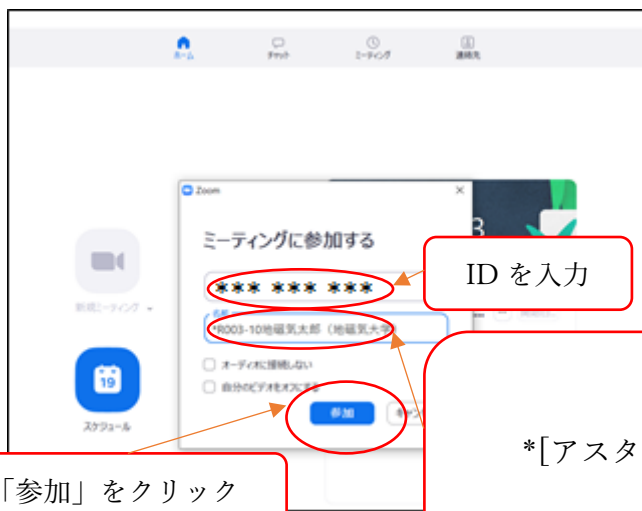 ホーム
チャット
ミーティング
連絡先
Zoom
ミーティングに参加する
*** *** ***
名前
*R003-10地磁気太郎（地磁気大学）
オーディオに接続しない
自分のビデオをオフにする
参加
新規ミーティング
19
スケジュール
ID を入力
*[アスタ
「参加」をクリック